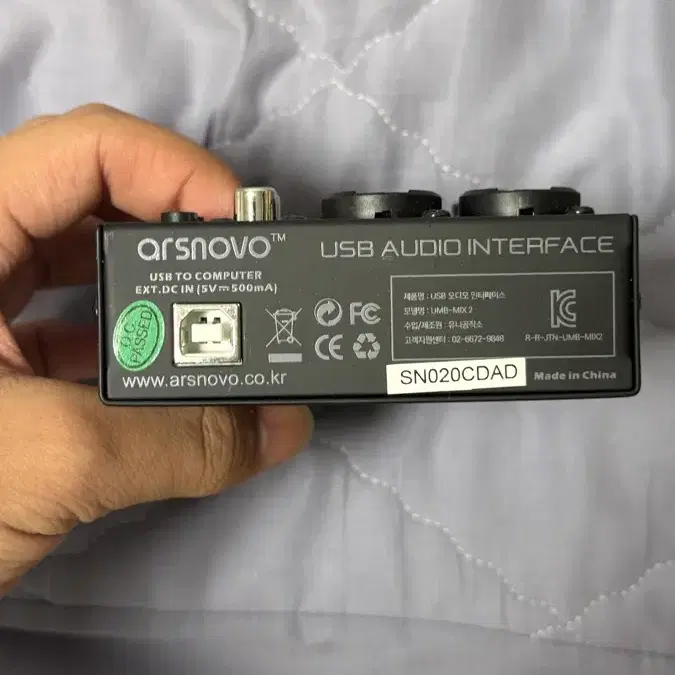 arsnovo™ USB AUDIO INTERFACE
USB TO COMPUTER
EXT.DC IN (5V⎓500mA)
Q.C.
PASSED
FC
CE
제품명 : USB 오디오 인터페이스
모델명 : UMB-MIX 2
수입/제조원 : 유니공작소
고객지원센터 : 02-6672-9846
R-R-JTN-UMB-MIX2
www.arsnovo.co.kr
SN020CDAD
Made in China